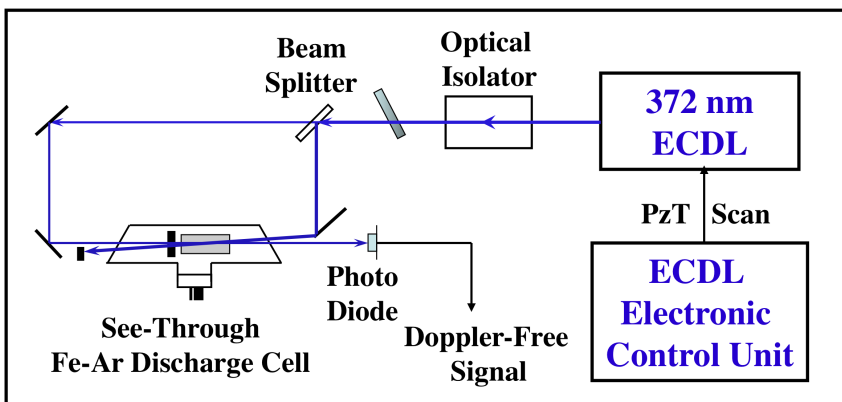 Beam
Splitter
Optical
Isolator
372 nm
ECDL
PzT Scan
ECDL
Electronic
Control Unit
Photo
Diode
See-Through
Fe-Ar Discharge Cell
Doppler-Free
Signal